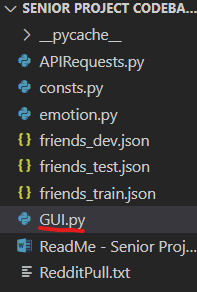 SENIOR PROJECT CODEBA...
__pycache__
APIRequests.py
consts.py
emotion.py
friends_dev.json
friends_test.json
friends_train.json
GUI.py
ReadMe - Senior Proj...
RedditPull.txt